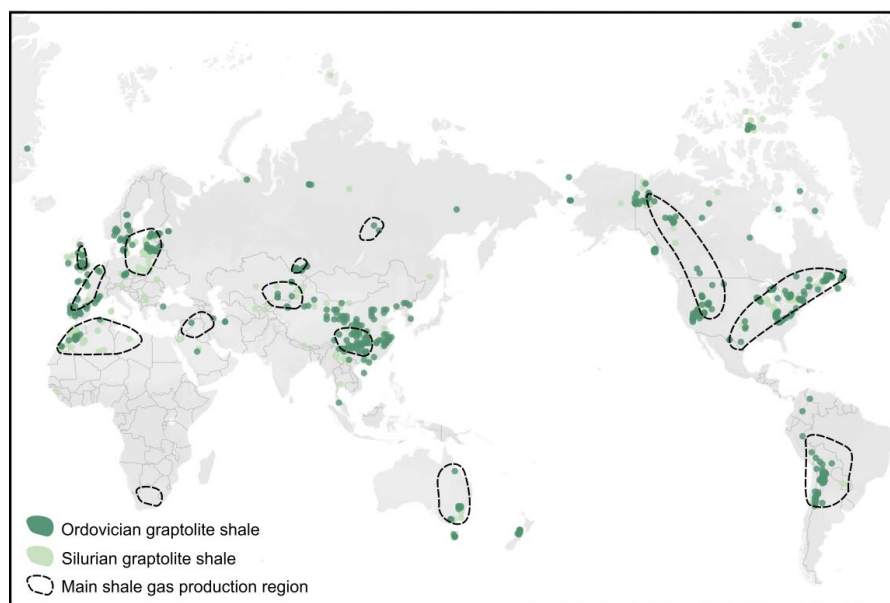 Ordovician graptolite shale
Silurian graptolite shale
Main shale gas production region